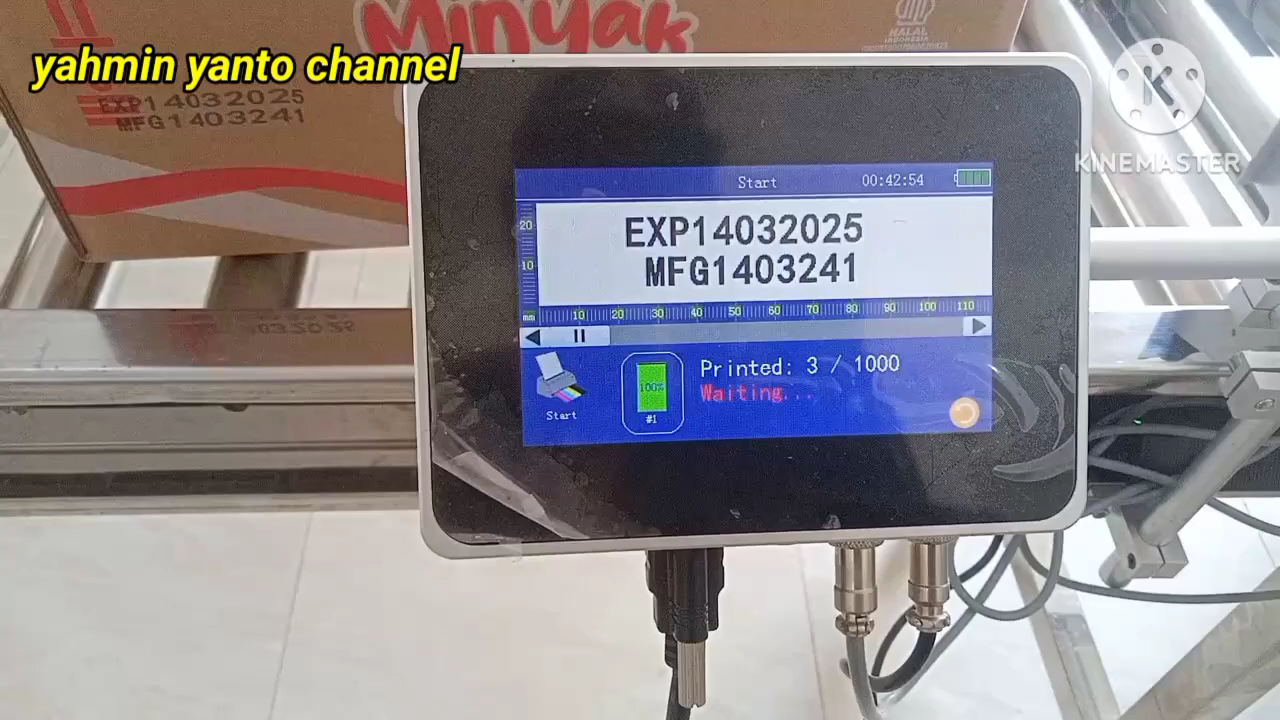 Minyak
HALAL
INDONESIA
yahmin yanto channel
EXP14032025
MFG1403241
KINEMASTER
Start
00:42:54
EXP14032025
MFG1403241
20
10
mm 10 20 30 40 50 60 70 80 90 100 110
Printed: 3 / 1000
Waiting...
100%
#1
Start